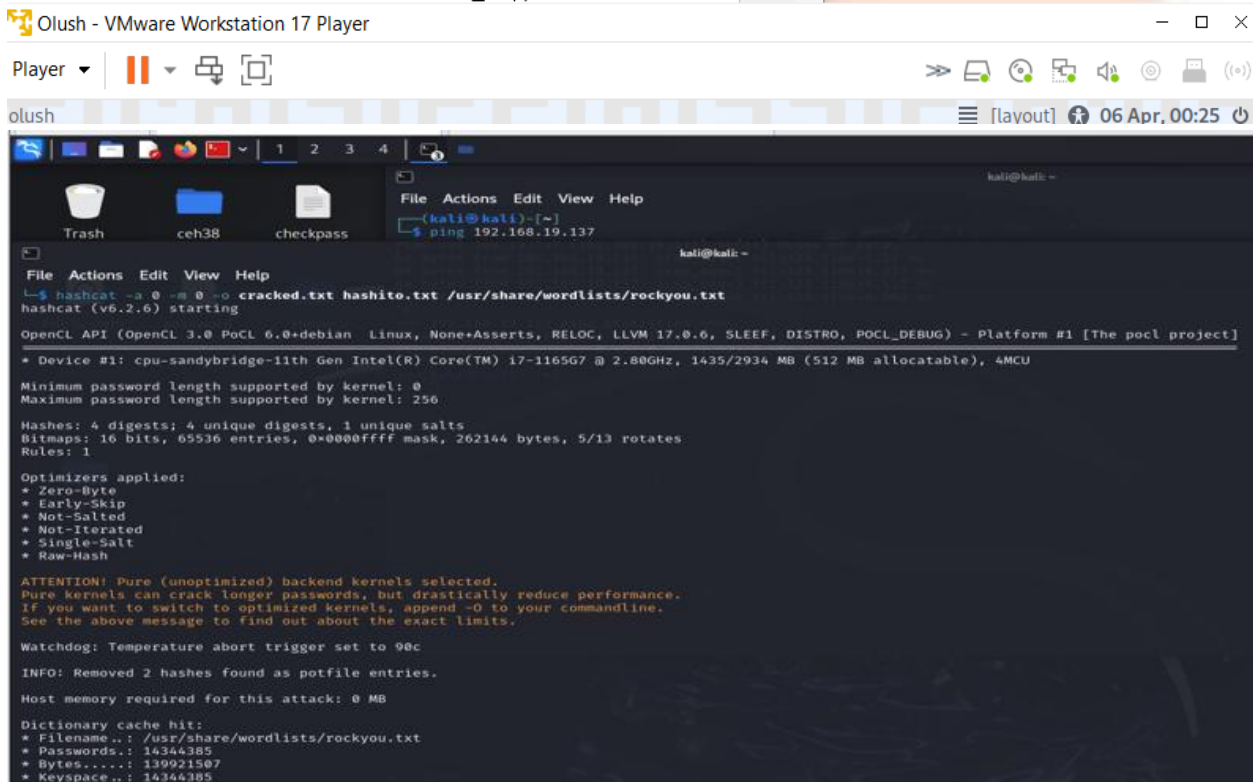 Olush - VMware Workstation 17 Player
Player
olush
[layout] 06 Apr, 00:25
1 2 3 4
kali@kali: ~
File Actions Edit View Help
(kali㉿kali)-[~]
$ ping 192.168.19.137
Trash ceh38 checkpass
kali@kali: ~
File Actions Edit View Help
$ hashcat -a 0 -m 0 -o cracked.txt hashito.txt /usr/share/wordlists/rockyou.txt
hashcat (v6.2.6) starting
OpenCL API (OpenCL 3.0 PoCL 6.0+debian Linux, None+Asserts, RELOC, LLVM 17.0.6, SLEEF, DISTRO, POCL_DEBUG) - Platform #1 [The pocl project]
* Device #1: cpu-sandybridge-11th Gen Intel(R) Core(TM) i7-1165G7 @ 2.80GHz, 1435/2934 MB (512 MB allocatable), 4MCU
Minimum password length supported by kernel: 0
Maximum password length supported by kernel: 256
Hashes: 4 digests; 4 unique digests, 1 unique salts
Bitmaps: 16 bits, 65536 entries, 0×0000ffff mask, 262144 bytes, 5/13 rotates
Rules: 1
Optimizers applied:
* Zero-Byte
* Early-Skip
* Not-Salted
* Not-Iterated
* Single-Salt
* Raw-Hash
ATTENTION! Pure (unoptimized) backend kernels selected.
Pure kernels can crack longer passwords, but drastically reduce performance.
If you want to switch to optimized kernels, append -O to your commandline.
See the above message to find out about the exact limits.
Watchdog: Temperature abort trigger set to 90c
INFO: Removed 2 hashes found as potfile entries.
Host memory required for this attack: 0 MB
Dictionary cache hit:
* Filename..: /usr/share/wordlists/rockyou.txt
* Passwords.: 14344385
* Bytes.....: 139921507
* Keyspace..: 14344385